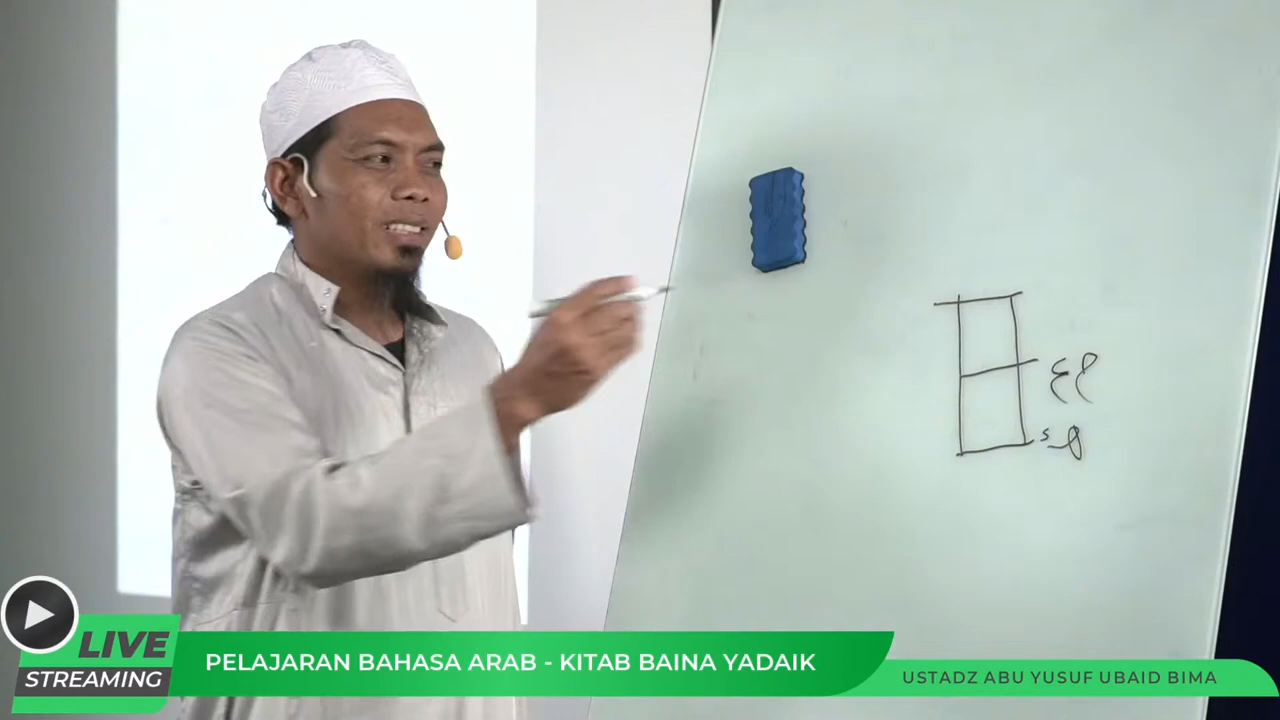 LIVE
STREAMING
PELAJARAN BAHASA ARAB - KITAB BAINA YADAIK
USTADZ ABU YUSUF UBAID BIMA